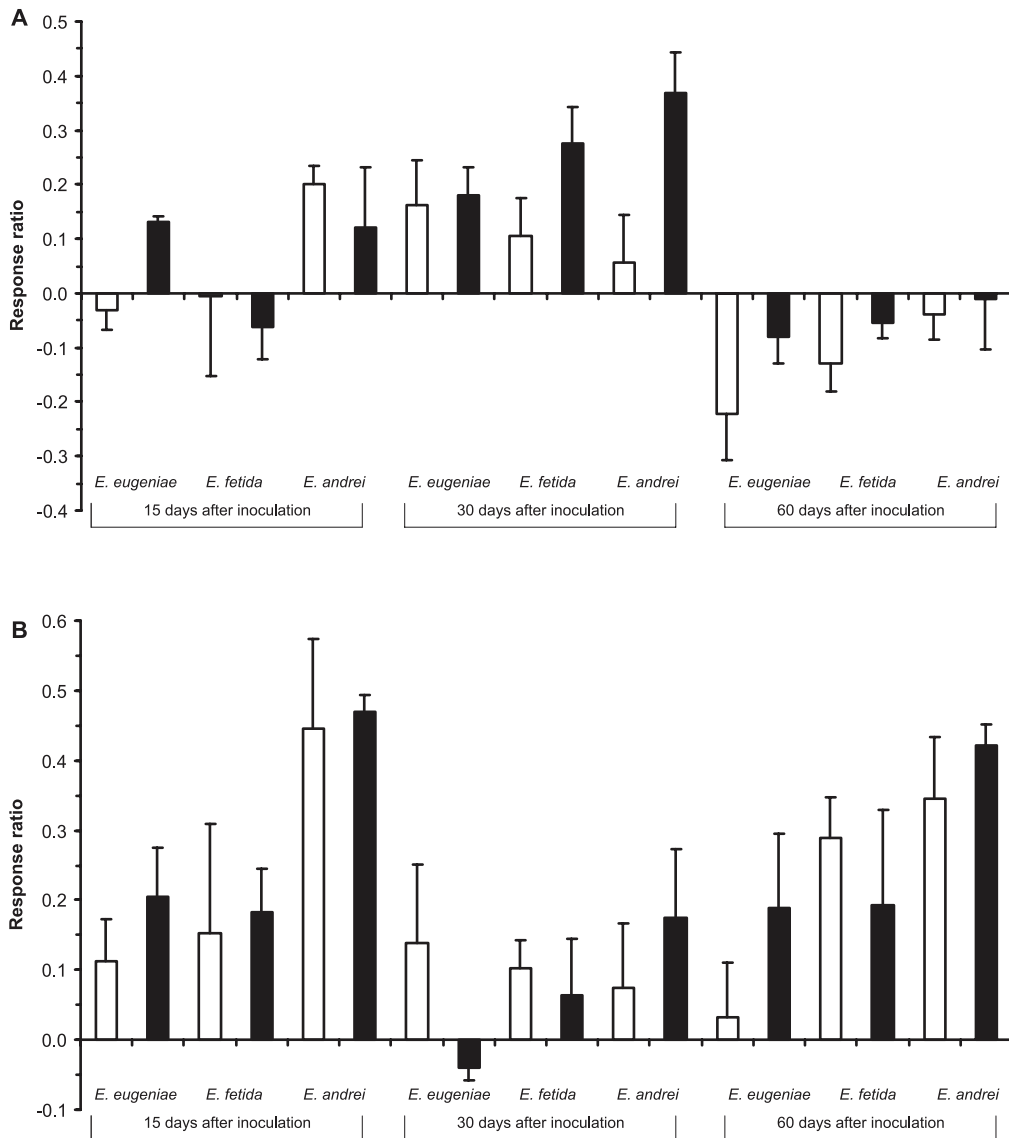 A
0.5
0.4
0.3
0.2
0.1
0.0
-0.1
-0.2
-0.3
-0.4
Response ratio
E. eugeniae E. fetida E. andrei E. eugeniae E. fetida E. andrei E. eugeniae E. fetida E. andrei
15 days after inoculation 30 days after inoculation 60 days after inoculation
B
0.6
0.5
0.4
0.3
0.2
0.1
0.0
-0.1
Response ratio
E. eugeniae E. fetida E. andrei E. eugeniae E. fetida E. andrei E. eugeniae E. fetida E. andrei
15 days after inoculation 30 days after inoculation 60 days after inoculation